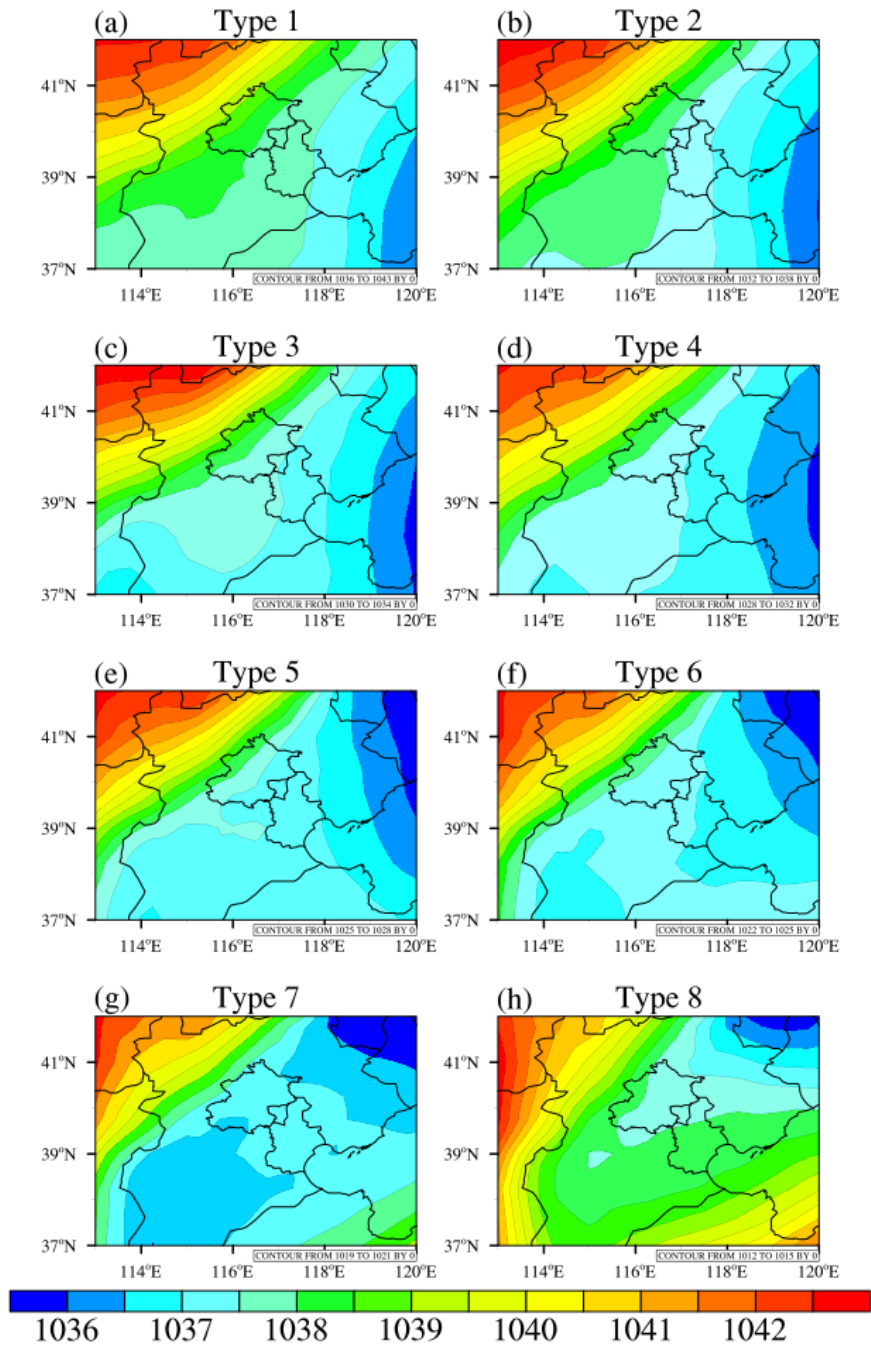 (a) Type 1
(b) Type 2
41°N
39°N
37°N
41°N
39°N
37°N
CONTOUR FROM 1036 TO 1043 BY 0
CONTOUR FROM 1032 TO 1038 BY 0
114°E 116°E 118°E 120°E
114°E 116°E 118°E 120°E
(c) Type 3
(d) Type 4
41°N
39°N
37°N
41°N
39°N
37°N
CONTOUR FROM 1030 TO 1034 BY 0
CONTOUR FROM 1028 TO 1032 BY 0
114°E 116°E 118°E 120°E
114°E 116°E 118°E 120°E
(e) Type 5
(f) Type 6
41°N
39°N
37°N
41°N
39°N
37°N
CONTOUR FROM 1025 TO 1028 BY 0
CONTOUR FROM 1022 TO 1025 BY 0
114°E 116°E 118°E 120°E
114°E 116°E 118°E 120°E
(g) Type 7
(h) Type 8
41°N
39°N
37°N
41°N
39°N
37°N
CONTOUR FROM 1019 TO 1021 BY 0
CONTOUR FROM 1012 TO 1015 BY 0
114°E 116°E 118°E 120°E
114°E 116°E 118°E 120°E
1036 1037 1038 1039 1040 1041 1042